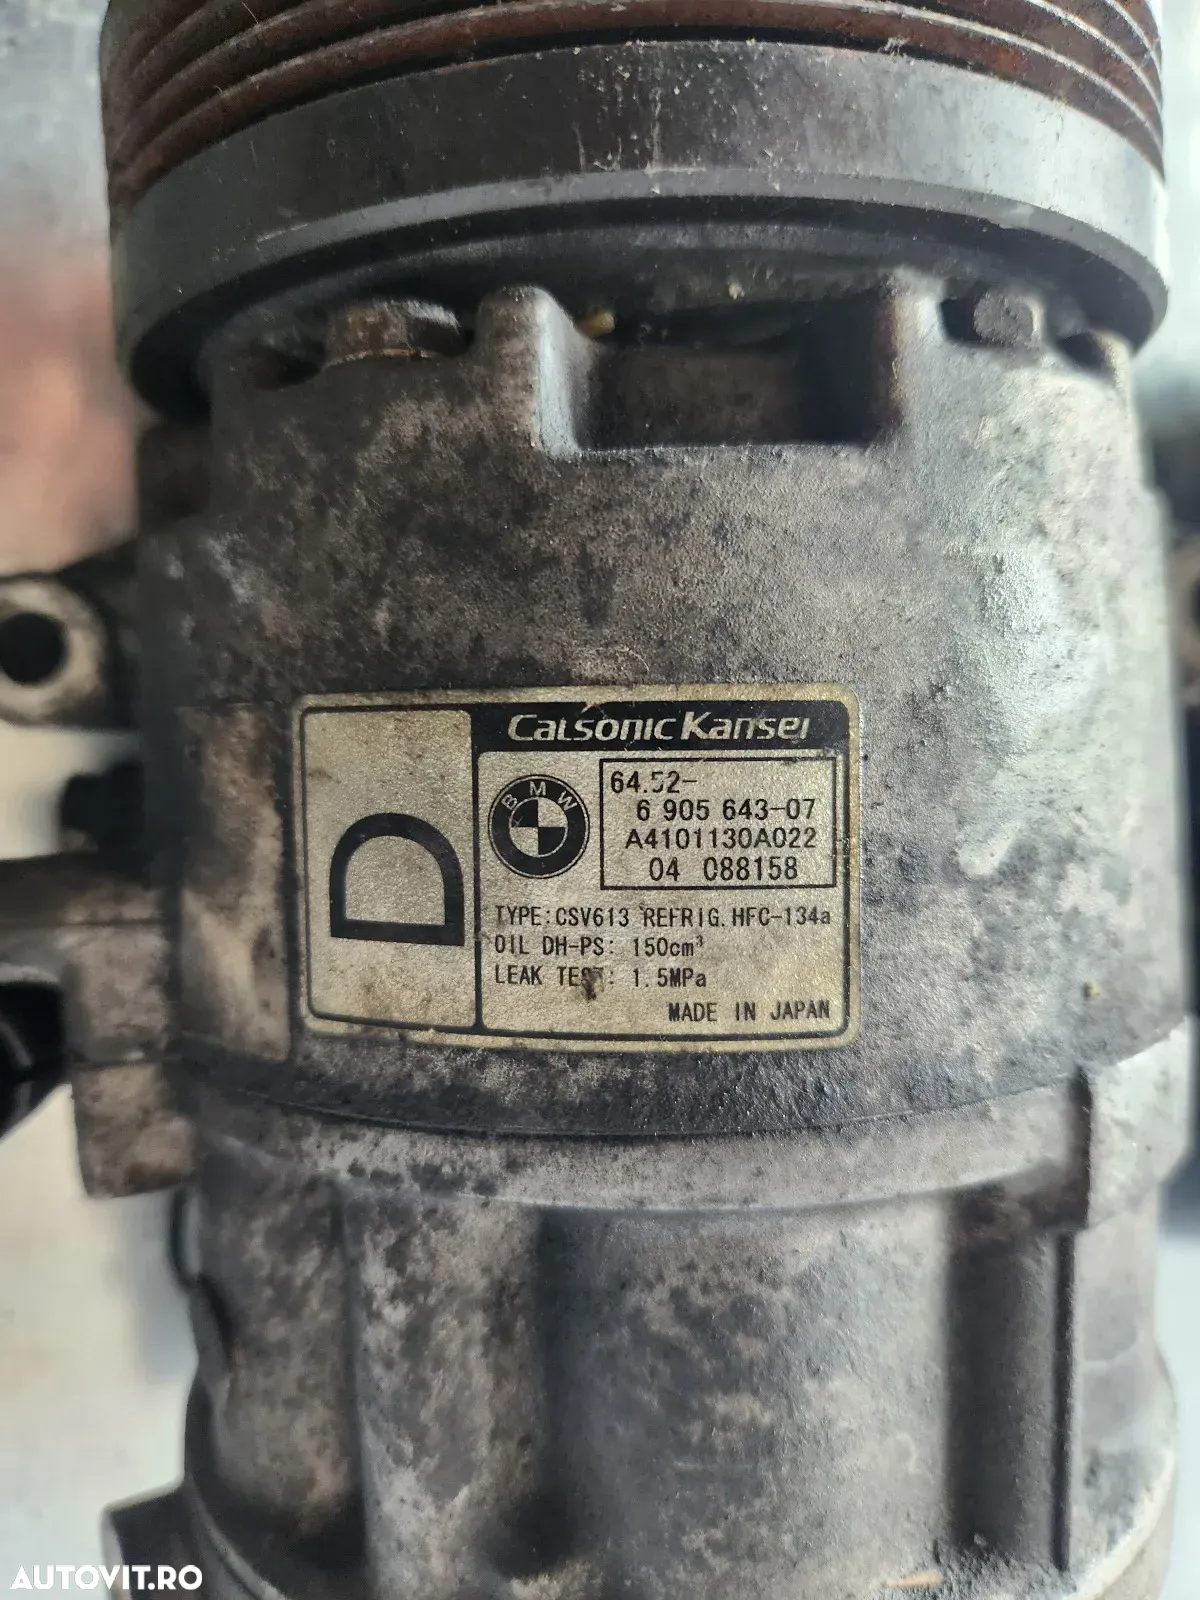 Calsonic Kansei
D
BMW
64.52-
6 905 643-07
A4101130A022
04 088158
TYPE:CSV613 REFRIG.HFC-134a
OIL DH-PS: 150cm³
LEAK TEST: 1.5MPa
MADE IN JAPAN
AUTOVIT.RO